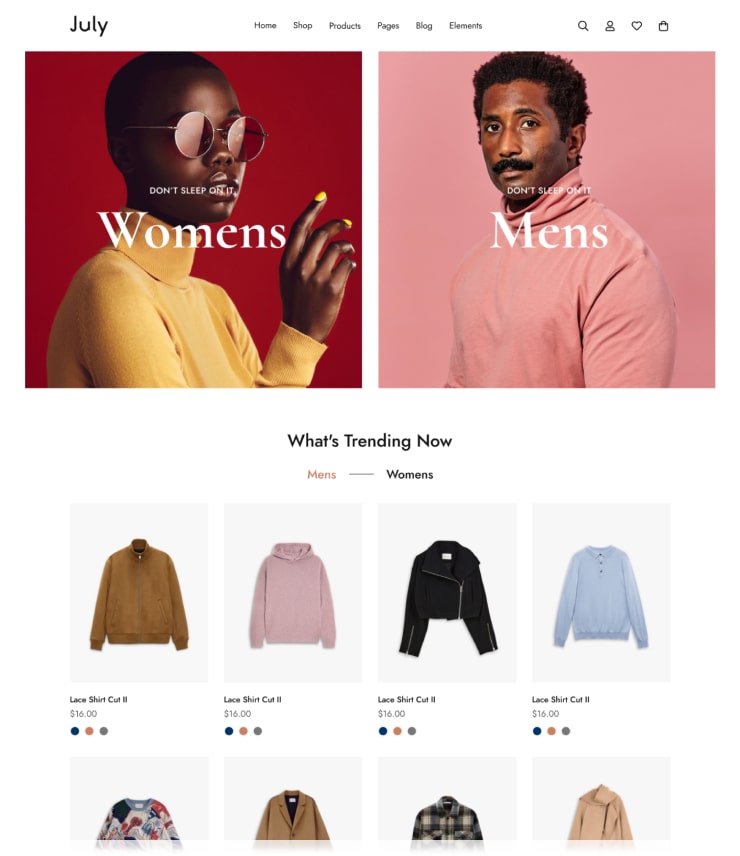 July
Home Shop Products Pages Blog Elements
DON'T SLEEP ON IT
Womens
DON'T SLEEP ON IT
Mens
What's Trending Now
Mens Womens
Lace Shirt Cut II
$16.00
Lace Shirt Cut II
$16.00
Lace Shirt Cut II
$16.00
Lace Shirt Cut II
$16.00